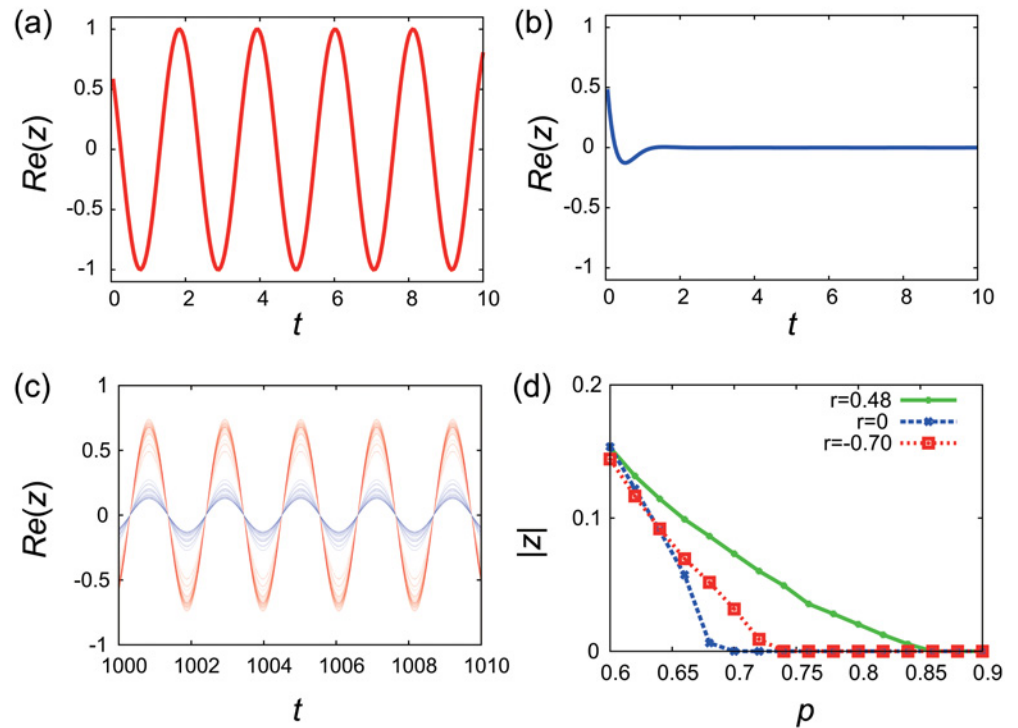 (a)
1
0.5
0
-0.5
-1
Re(z)
0 2 4 6 8 10
t
(b)
1
0.5
0
-0.5
-1
Re(z)
0 2 4 6 8 10
t
(c)
1
0.5
0
-0.5
-1
Re(z)
1000 1002 1004 1006 1008 1010
t
(d)
0.2
0.1
0
|z|
r=0.48
r=0
r=-0.70
0.6 0.65 0.7 0.75 0.8 0.85 0.9
p